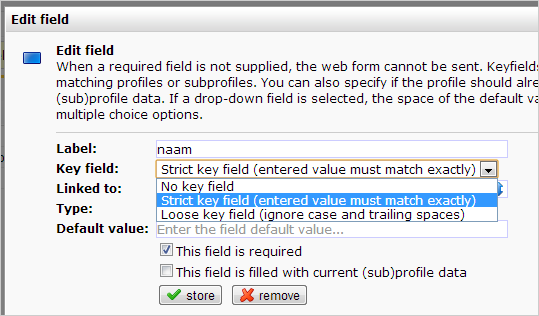 Edit field
Edit field
When a required field is not supplied, the web form cannot be sent. Keyfields
matching profiles or subprofiles. You can also specify if the profile should alre
(sub)profile data. If a drop-down field is selected, the space of the default va
multiple choice options.
Label: naam
Key field: Strict key field (entered value must match exactly)
Linked to: No key field
Strict key field (entered value must match exactly)
Type: Loose key field (ignore case and trailing spaces)
Default value: Enter the field default value...
This field is required
This field is filled with current (sub)profile data
store remove